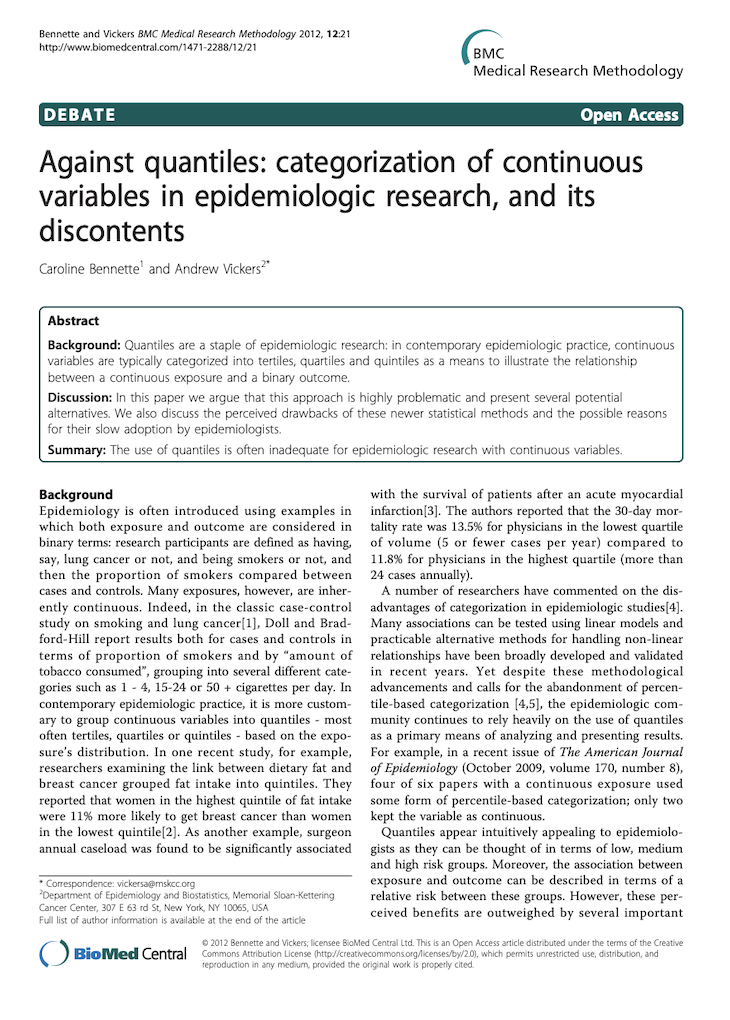 Bennette and Vickers BMC Medical Research Methodology 2012, 12:21
http://www.biomedcentral.com/1471-2288/12/21
BMC
Medical Research Methodology
DEBATE
Open Access
Against quantiles: categorization of continuous
variables in epidemiologic research, and its
discontents
Caroline Bennette1 and Andrew Vickers2*
Abstract
Background: Quantiles are a staple of epidemiologic research: in contemporary epidemiologic practice, continuous
variables are typically categorized into tertiles, quartiles and quintiles as a means to illustrate the relationship
between a continuous exposure and a binary outcome.
Discussion: In this paper we argue that this approach is highly problematic and present several potential
alternatives. We also discuss the perceived drawbacks of these newer statistical methods and the possible reasons
for their slow adoption by epidemiologists.
Summary: The use of quantiles is often inadequate for epidemiologic research with continuous variables.
Background
Epidemiology is often introduced using examples in
which both exposure and outcome are considered in
binary terms: research participants are defined as having,
say, lung cancer or not, and being smokers or not, and
then the proportion of smokers compared between
cases and controls. Many exposures, however, are inher-
ently continuous. Indeed, in the classic case-control
study on smoking and lung cancer[1], Doll and Brad-
ford-Hill report results both for cases and controls in
terms of proportion of smokers and by “amount of
tobacco consumed”, grouping into several different cate-
gories such as 1 - 4, 15-24 or 50 + cigarettes per day. In
contemporary epidemiologic practice, it is more custom-
ary to group continuous variables into quantiles - most
often tertiles, quartiles or quintiles - based on the expo-
sure’s distribution. In one recent study, for example,
researchers examining the link between dietary fat and
breast cancer grouped fat intake into quintiles. They
reported that women in the highest quintile of fat intake
were 11% more likely to get breast cancer than women
in the lowest quintile[2]. As another example, surgeon
annual caseload was found to be significantly associated
with the survival of patients after an acute myocardial
infarction[3]. The authors reported that the 30-day mor-
tality rate was 13.5% for physicians in the lowest quartile
of volume (5 or fewer cases per year) compared to
11.8% for physicians in the highest quartile (more than
24 cases annually).
A number of researchers have commented on the dis-
advantages of categorization in epidemiologic studies[4].
Many associations can be tested using linear models and
practicable alternative methods for handling non-linear
relationships have been broadly developed and validated
in recent years. Yet despite these methodological
advancements and calls for the abandonment of percen-
tile-based categorization [4,5], the epidemiologic com-
munity continues to rely heavily on the use of quantiles
as a primary means of analyzing and presenting results.
For example, in a recent issue of The American Journal
of Epidemiology (October 2009, volume 170, number 8),
four of six papers with a continuous exposure used
some form of percentile-based categorization; only two
kept the variable as continuous.
Quantiles appear intuitively appealing to epidemiolo-
gists as they can be thought of in terms of low, medium
and high risk groups. Moreover, the association between
exposure and outcome can be described in terms of a
relative risk between these groups. However, these per-
ceived benefits are outweighed by several important
* Correspondence: vickersa@mskcc.org
2Department of Epidemiology and Biostatistics, Memorial Sloan-Kettering
Cancer Center, 307 E 63 rd St, New York, NY 10065, USA
Full list of author information is available at the end of the article
BioMed Central
© 2012 Bennette and Vickers; licensee BioMed Central Ltd. This is an Open Access article distributed under the terms of the Creative
Commons Attribution License (http://creativecommons.org/licenses/by/2.0), which permits unrestricted use, distribution, and
reproduction in any medium, provided the original work is properly cited.